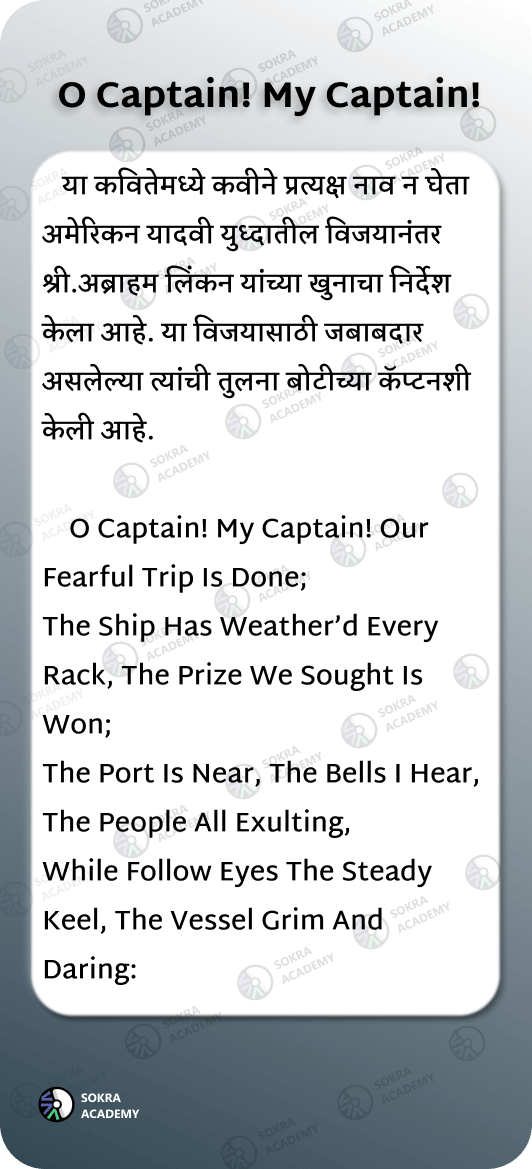 O Captain! My Captain!
या कवितेमध्ये कवीने प्रत्यक्ष नाव न घेता
अमेरिकन यादवी युध्दातील विजयानंतर
श्री.अब्राहम लिंकन यांच्या खुनाचा निर्देश
केला आहे. या विजयासाठी जबाबदार
असलेल्या त्यांची तुलना बोटीच्या कॅप्टनशी
केली आहे.
O Captain! My Captain! Our
Fearful Trip Is Done;
The Ship Has Weather’d Every
Rack, The Prize We Sought Is
Won;
The Port Is Near, The Bells I Hear,
The People All Exulting,
While Follow Eyes The Steady
Keel, The Vessel Grim And
Daring:
SOKRA
ACADEMY